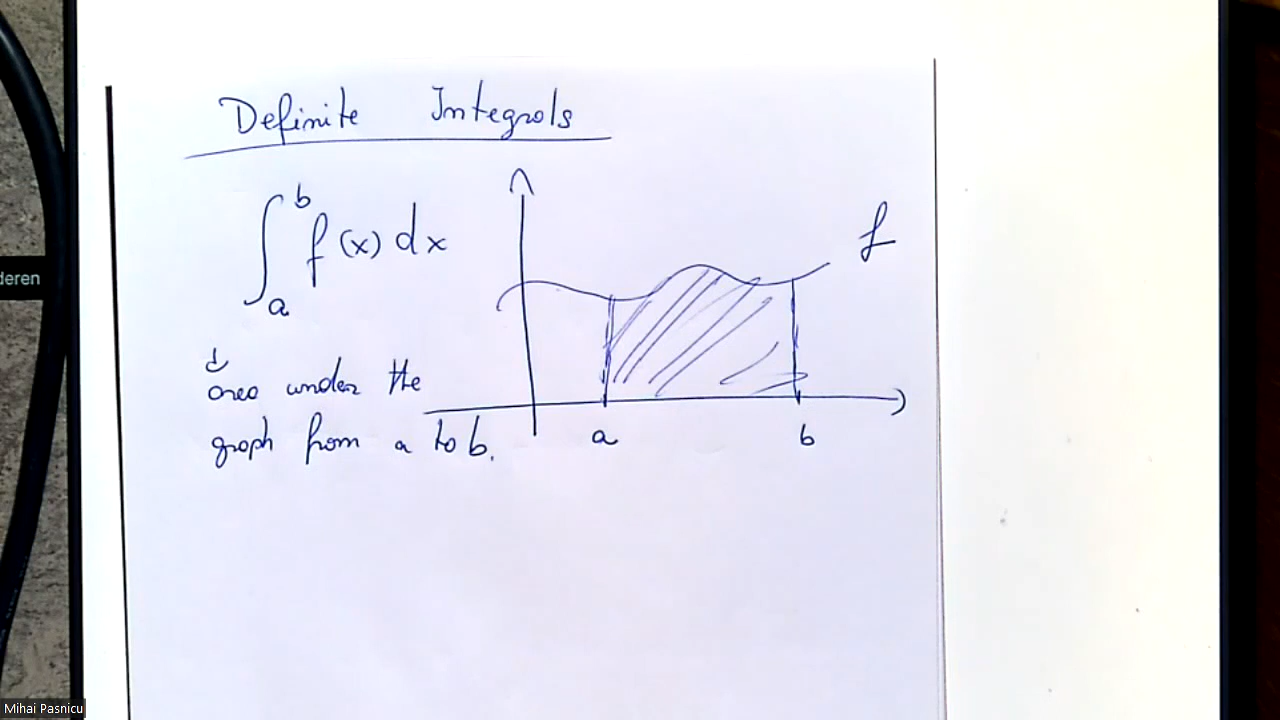 Definite Integrals
∫_a^b f(x) dx
f
area under the
graph from a to b.
a b
deren
Mihai Pasnicu